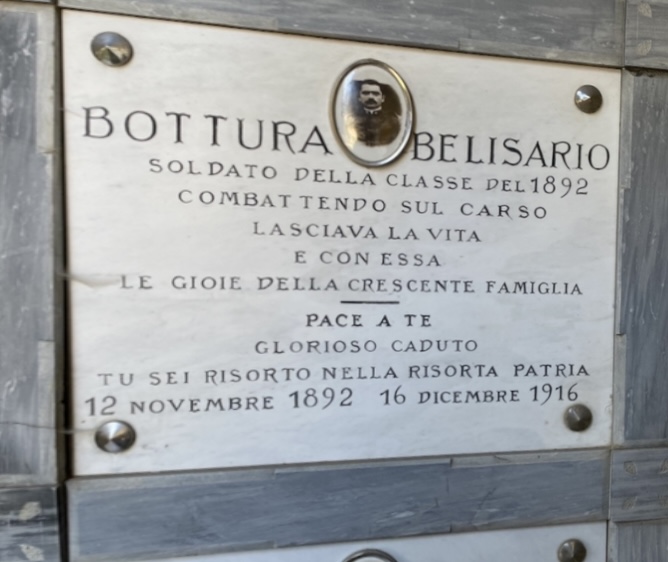 BOTTURA BELISARIO
SOLDATO DELLA CLASSE DEL 1892
COMBATTENDO SUL CARSO
LASCIAVA LA VITA
E CON ESSA
LE GIOIE DELLA CRESCENTE FAMIGLIA
PACE A TE
GLORIOSO CADUTO
TU SEI RISORTO NELLA RISORTA PATRIA
12 NOVEMBRE 1892 16 DICEMBRE 1916